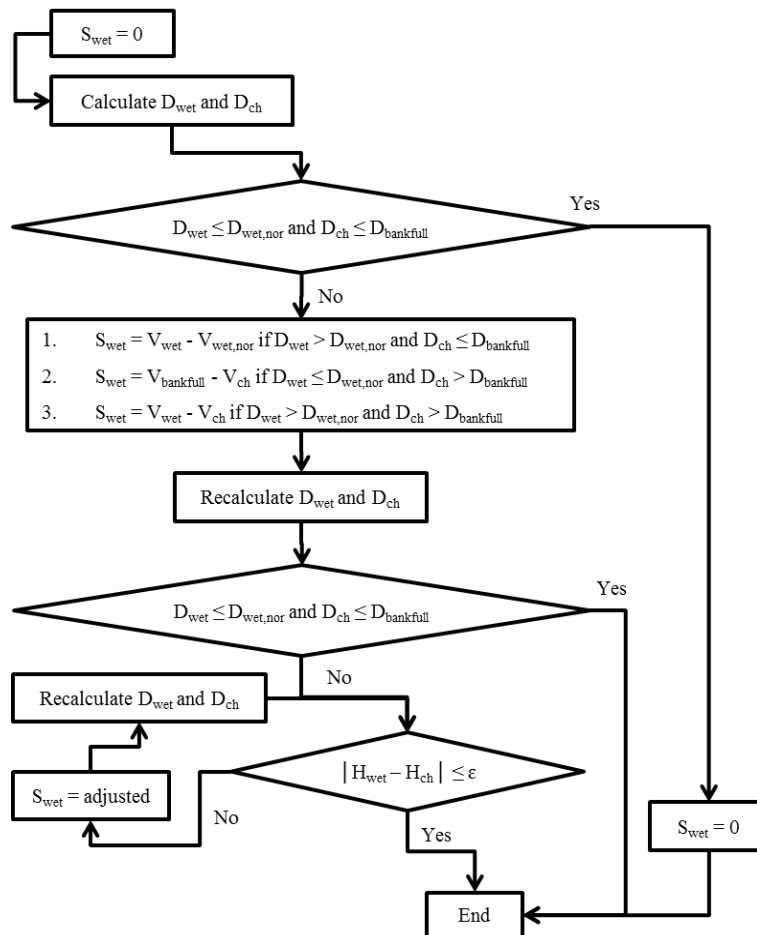 S_wet = 0
Calculate D_wet and D_ch
D_wet ≤ D_wet,nor and D_ch ≤ D_bankfull
Yes
No
1. S_wet = V_wet - V_wet,nor if D_wet > D_wet,nor and D_ch ≤ D_bankfull
2. S_wet = V_bankfull - V_ch if D_wet ≤ D_wet,nor and D_ch > D_bankfull
3. S_wet = V_wet - V_ch if D_wet > D_wet,nor and D_ch > D_bankfull
Recalculate D_wet and D_ch
D_wet ≤ D_wet,nor and D_ch ≤ D_bankfull
Yes
No
Recalculate D_wet and D_ch
|H_wet – H_ch| ≤ ε
S_wet = adjusted
No
Yes
S_wet = 0
End